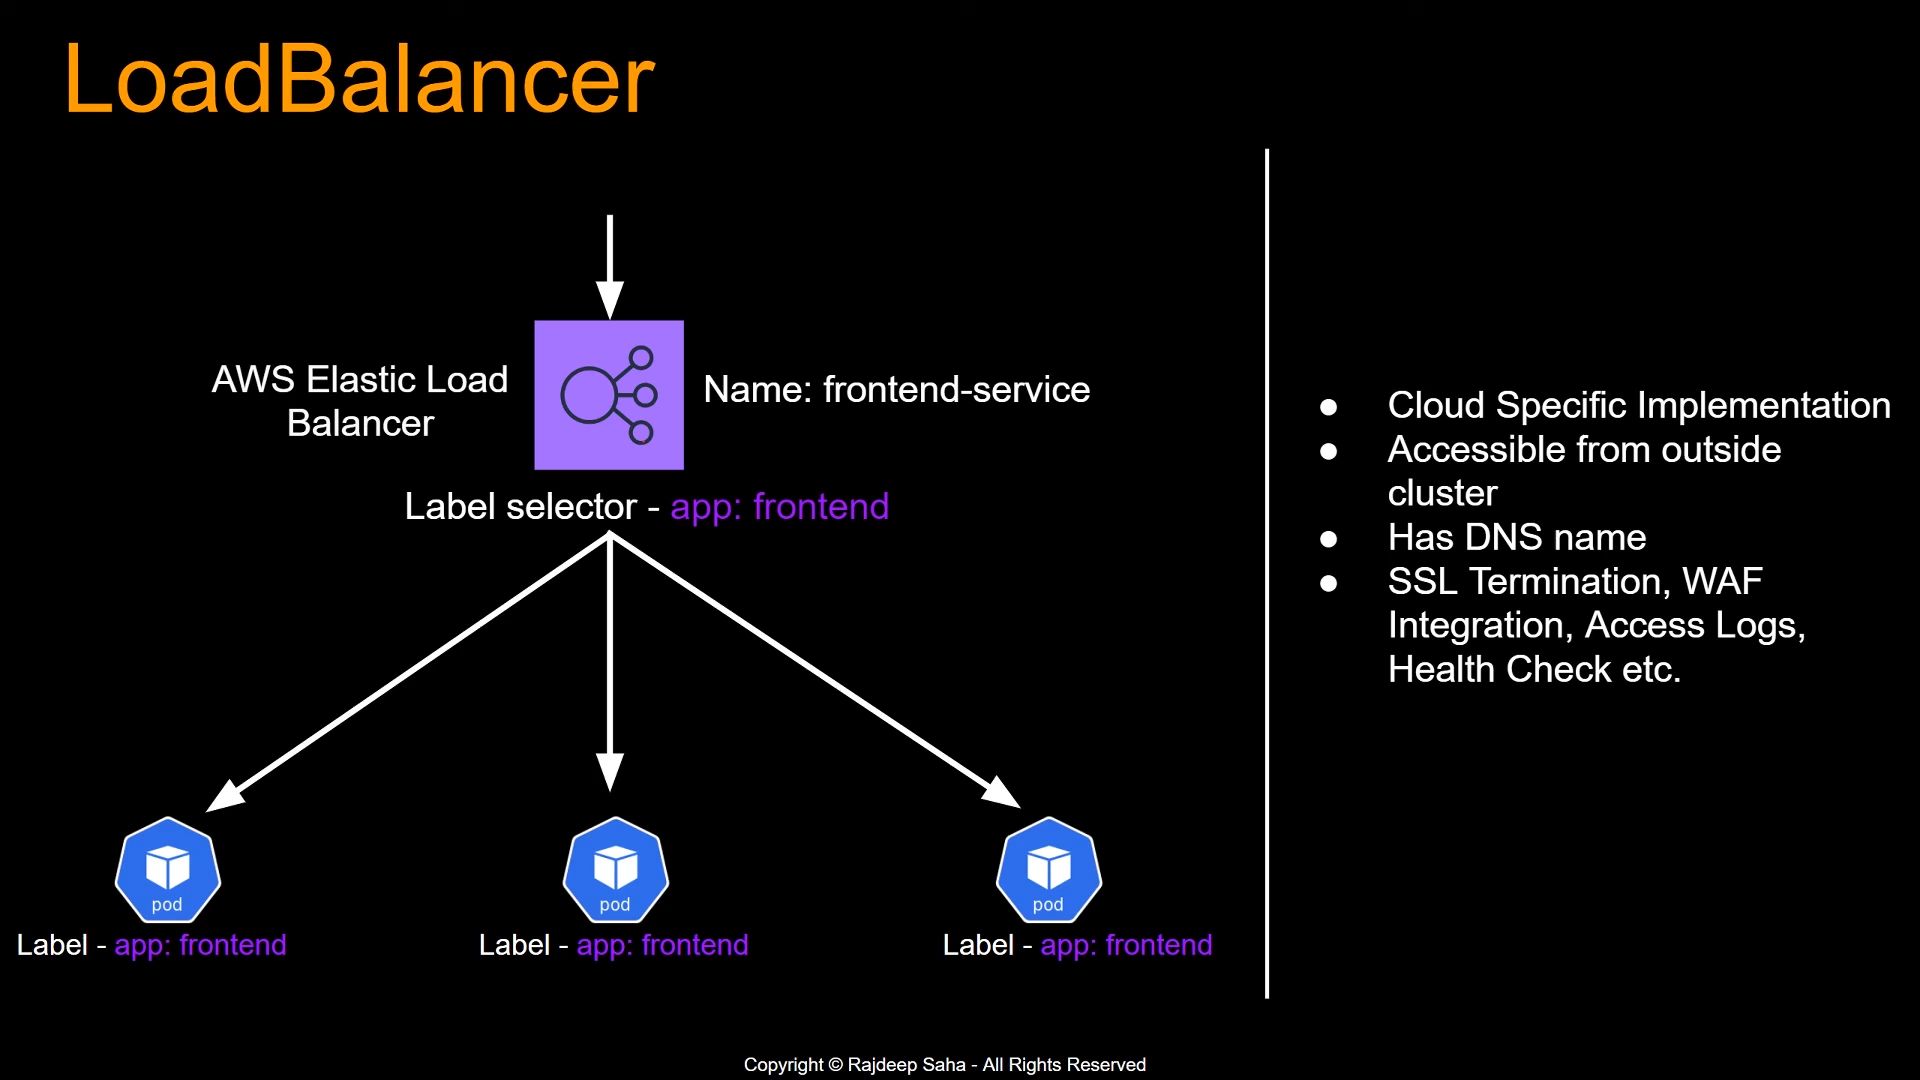 LoadBalancer
AWS Elastic Load
Balancer
Name: frontend-service
Label selector - app: frontend
pod
Label - app: frontend
pod
Label - app: frontend
pod
Label - app: frontend
● Cloud Specific Implementation
● Accessible from outside
cluster
● Has DNS name
● SSL Termination, WAF
Integration, Access Logs,
Health Check etc.
Copyright © Rajdeep Saha - All Rights Reserved